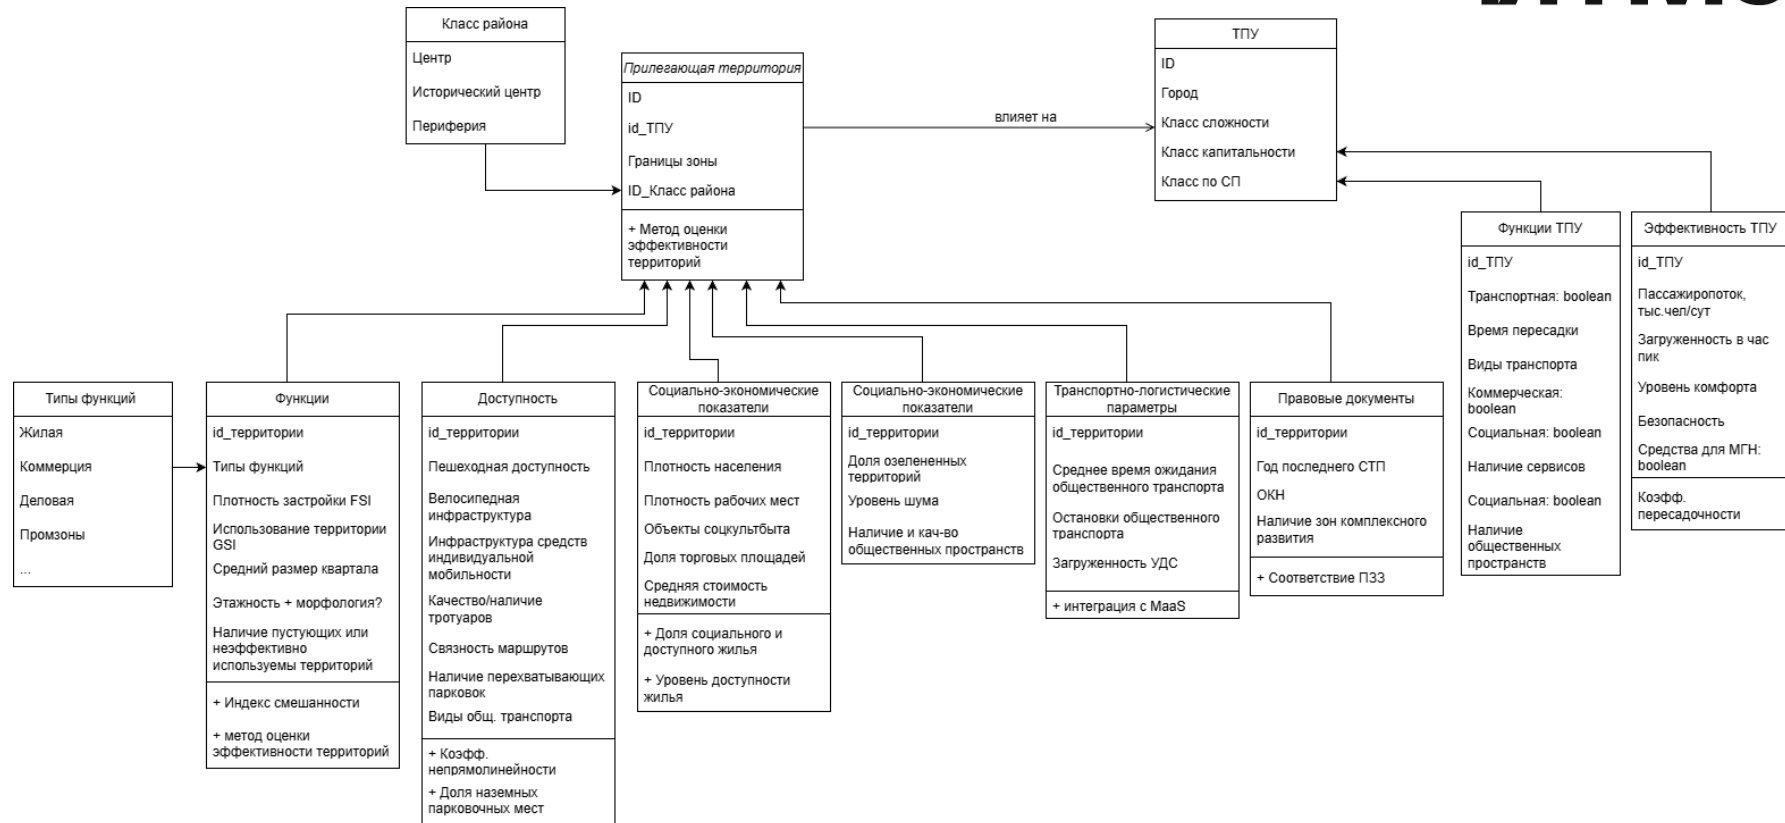 Класс района
Центр
Исторический центр
Периферия
Прилегающая территория
ID
id_ТПУ
Границы зоны
ID_Класс района
+ Метод оценки
эффективности
территорий
влияет на
ТПУ
ID
Город
Класс сложности
Класс капитальности
Класс по СП
Функции ТПУ
id_ТПУ
Транспортная: boolean
Время пересадки
Виды транспорта
Коммерческая:
boolean
Социальная: boolean
Наличие сервисов
Социальная: boolean
Наличие
общественных
пространств
Эффективность ТПУ
id_ТПУ
Пассажиропоток,
тыс.чел/сут
Загруженность в час
пик
Уровень комфорта
Безопасность
Средства для МГН:
boolean
Коэфф.
пересадочности
Типы функций
Жилая
Коммерция
Деловая
Промзоны
...
Функции
id_территории
Типы функций
Плотность застройки FSI
Использование территории
GSI
Средний размер квартала
Этажность + морфология?
Наличие пустующих или
неэффективно
используемы территорий
+ Индекс смешанности
+ метод оценки
эффективности территорий
Доступность
id_территории
Пешеходная доступность
Велосипедная
инфраструктура
Инфраструктура средств
индивидуальной
мобильности
Качество/наличие
тротуаров
Связность маршрутов
Наличие перехватывающих
парковок
Виды общ. транспорта
+ Коэфф.
непрямолинейности
+ Доля наземных
парковочных мест
Социально-экономические
показатели
id_территории
Плотность населения
Плотность рабочих мест
Объекты соцкультбыта
Доля торговых площадей
Средняя стоимость
недвижимости
+ Доля социального и
доступного жилья
+ Уровень доступности
жилья
Социально-экономические
показатели
id_территории
Доля озелененных
территорий
Уровень шума
Наличие и кач-во
общественных пространств
Транспортно-логистические
параметры
id_территории
Среднее время ожидания
общественного транспорта
Остановки общественного
транспорта
Загруженность УДС
+ интеграция с MaaS
Правовые документы
id_территории
Год последнего СТП
ОКН
Наличие зон комплексного
развития
+ Соответствие ПЗЗ